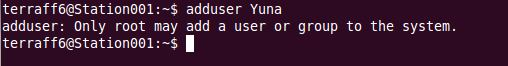 terraff6@Station001:~$ adduser Yuna
adduser: Only root may add a user or group to the system.
terraff6@Station001:~$